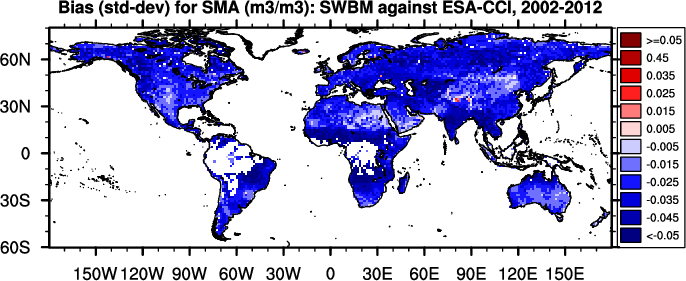 Bias (std-dev) for SMA (m3/m3): SWBM against ESA-CCI, 2002-2012
60N
30N
0
30S
60S
150W 120W 90W 60W 30W 0 30E 60E 90E 120E 150E
>=0.05
0.45
0.035
0.025
0.015
0.005
-0.005
-0.015
-0.025
-0.035
-0.045
<-0.05